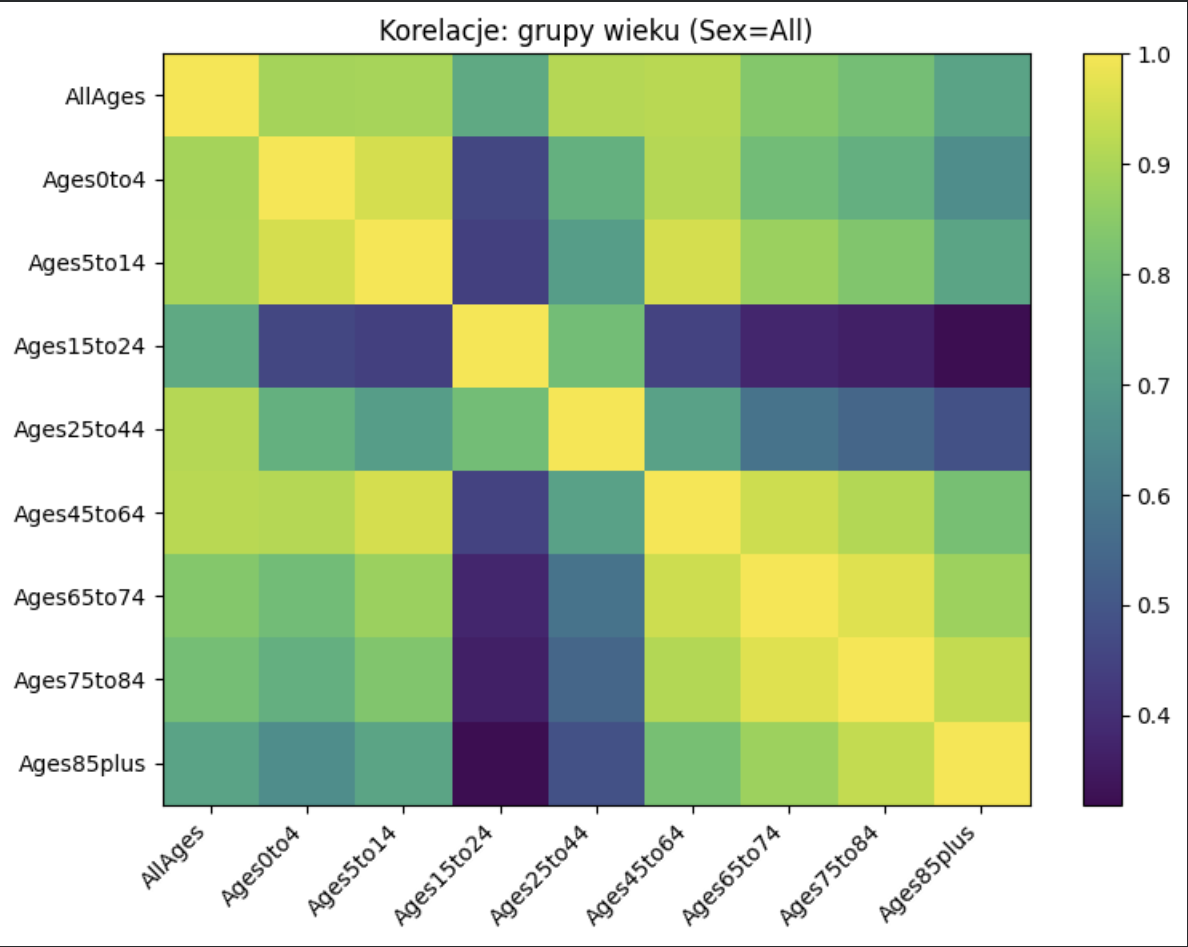 Korelacje: grupy wieku (Sex=All)
AllAges
Ages0to4
Ages5to14
Ages15to24
Ages25to44
Ages45to64
Ages65to74
Ages75to84
Ages85plus
AllAges
Ages0to4
Ages5to14
Ages15to24
Ages25to44
Ages45to64
Ages65to74
Ages75to84
Ages85plus
1.0
0.9
0.8
0.7
0.6
0.5
0.4